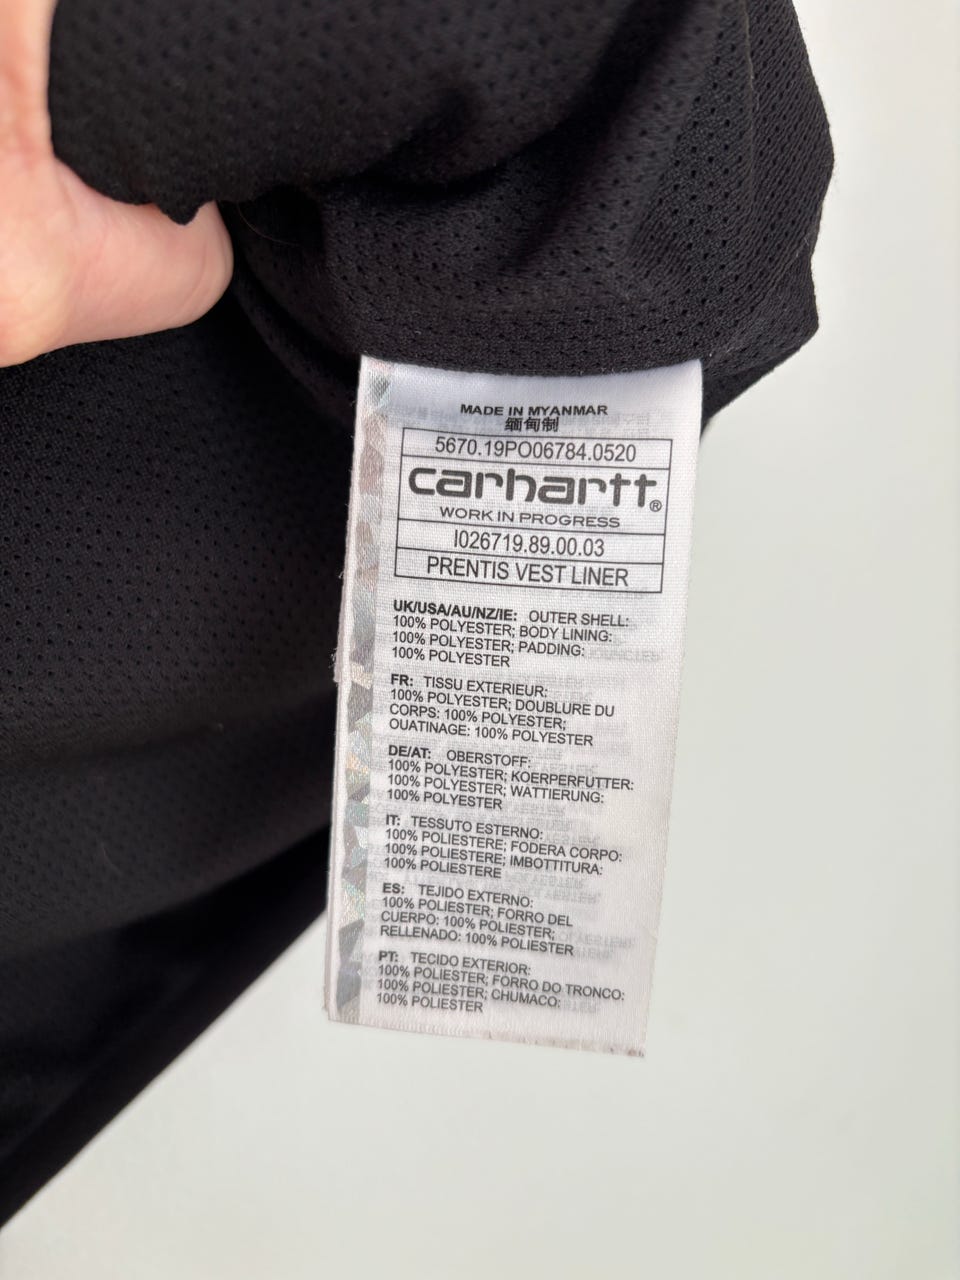 MADE IN MYANMAR
缅甸制
5670.19PO06784.0520
carhartt®
WORK IN PROGRESS
I026719.89.00.03
PRENTIS VEST LINER
UK/USA/AU/NZ/IE: OUTER SHELL:
100% POLYESTER; BODY LINING:
100% POLYESTER; PADDING:
100% POLYESTER
FR: TISSU EXTERIEUR:
100% POLYESTER; DOUBLURE DU
CORPS: 100% POLYESTER;
OUATINAGE: 100% POLYESTER
DE/AT: OBERSTOFF:
100% POLYESTER; KOERPERFUTTER:
100% POLYESTER; WATTIERUNG:
100% POLYESTER
IT: TESSUTO ESTERNO:
100% POLIESTERE; FODERA CORPO:
100% POLIESTERE; IMBOTTITURA:
100% POLIESTERE
ES: TEJIDO EXTERNO:
100% POLIESTER; FORRO DEL
CUERPO: 100% POLIESTER;
RELLENADO: 100% POLIESTER
PT: TECIDO EXTERIOR:
100% POLIESTER; FORRO DO TRONCO:
100% POLIESTER; CHUMACO:
100% POLIESTER